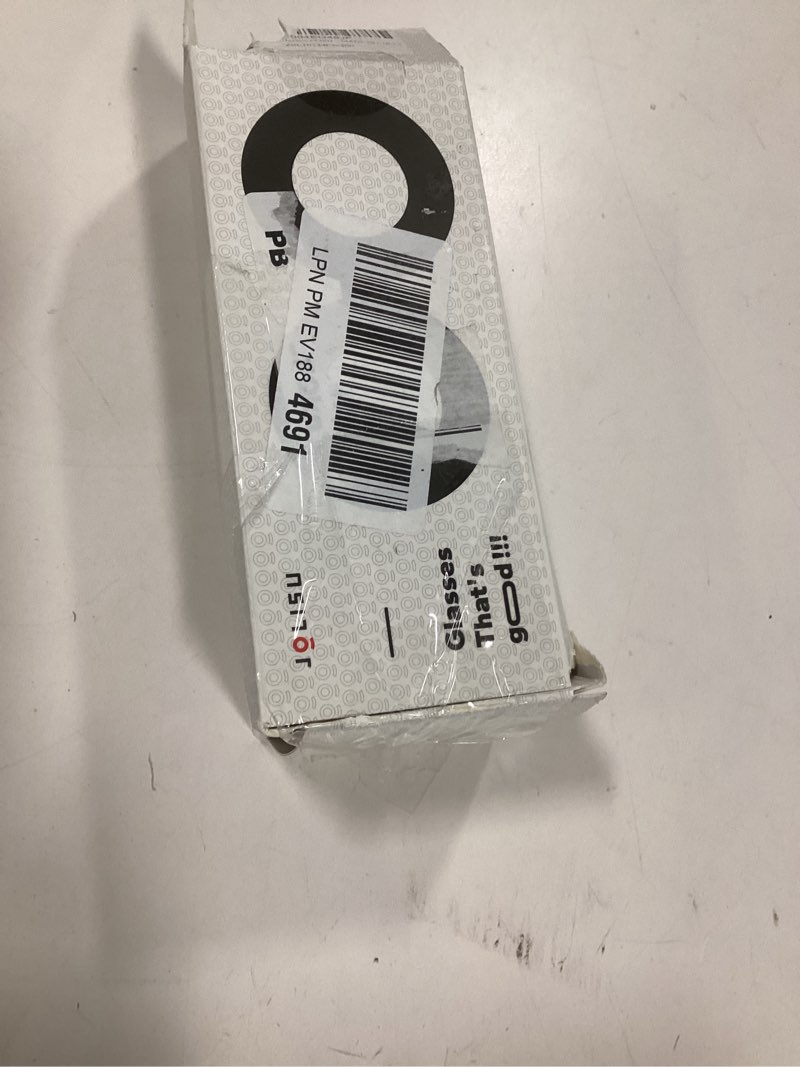 PB
LPN PM EV188 4691
Glasses
That's
good !!!